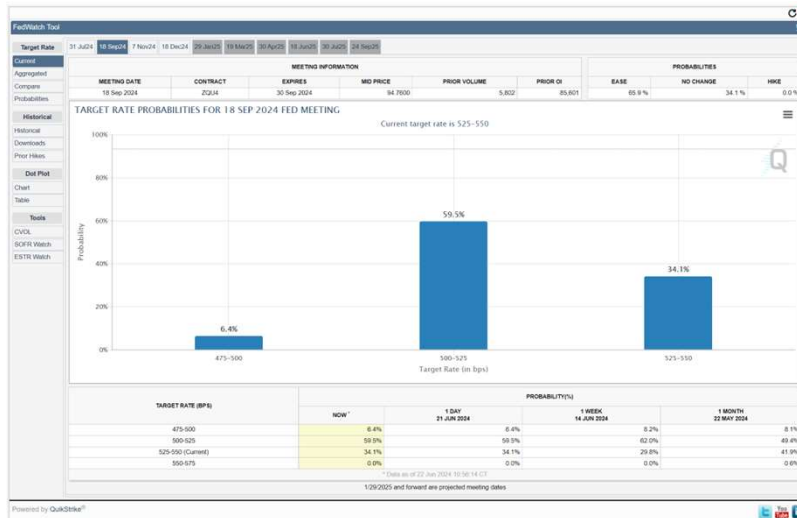 FedWatch Tool
Target Rate
31 Jul24 18 Sep24 7 Nov24 18 Dec24 29 Jan25 19 Mar25 30 Apr25 18 Jun25 30 Jul25 24 Sep25
Current
Aggregated
Compare
Probabilities
Historical
Historical
Downloads
Prior Hikes
Dot Plot
Chart
Table
Tools
CVOL
SOFR Watch
ESTR Watch
MEETING INFORMATION
PROBABILITIES
MEETING DATE CONTRACT EXPIRES MID PRICE PRIOR VOLUME PRIOR OI EASE NO CHANGE HIKE
18 Sep 2024 ZQU4 30 Sep 2024 94.7600 5,802 85,601 65.9 % 34.1 % 0.0 %
TARGET RATE PROBABILITIES FOR 18 SEP 2024 FED MEETING
Current target rate is 525-550
Q
Probability
100%
80%
60%
40%
20%
0%
6.4%
59.5%
34.1%
475-500 500-525 525-550
Target Rate (in bps)
TARGET RATE (BPS)
PROBABILITY(%)
NOW * 1 DAY 1 WEEK 1 MONTH
21 JUN 2024 14 JUN 2024 22 MAY 2024
475-500 6.4% 6.4% 8.2% 8.1%
500-525 59.5% 59.5% 62.0% 49.4%
525-550 (Current) 34.1% 34.1% 29.8% 41.9%
550-575 0.0% 0.0% 0.0% 0.6%
* Data as of 22 Jun 2024 10:56:14 CT
1/29/2025 and forward are projected meeting dates
Powered by QuikStrike®
You Tube